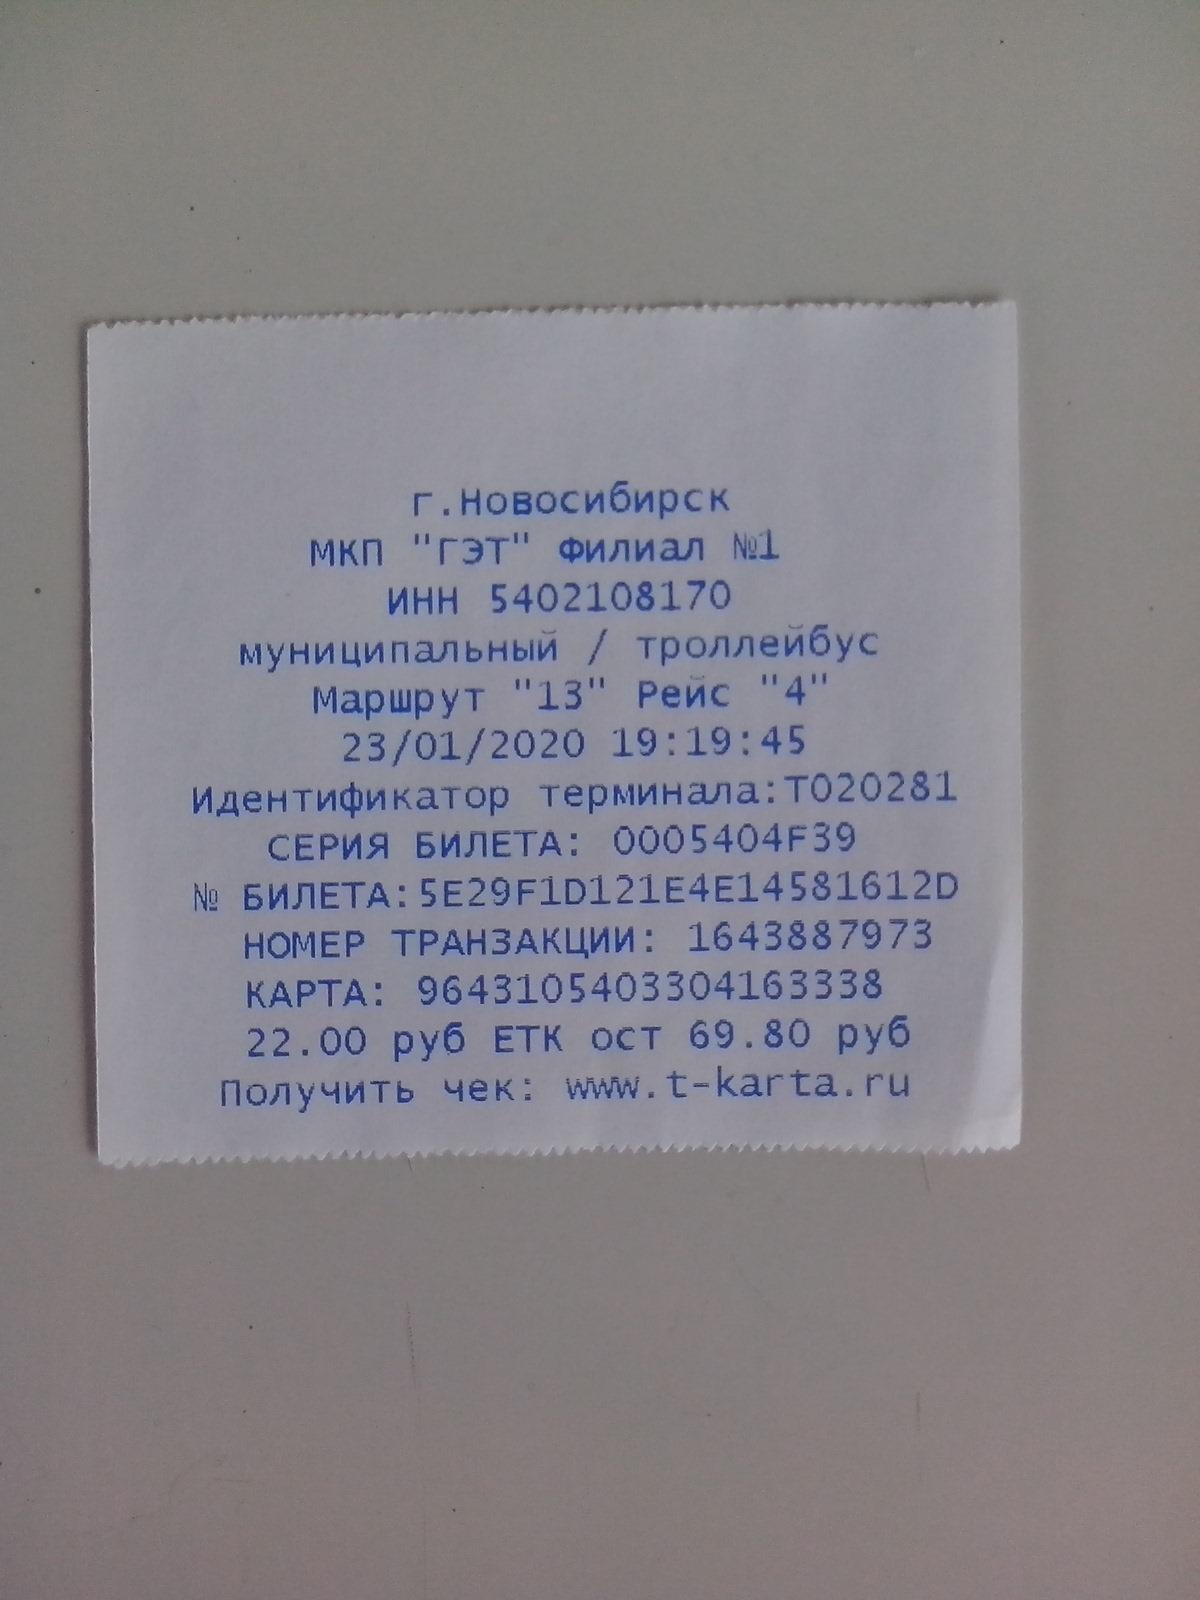 г.Новосибирск
МКП "ГЭТ" Филиал №1
ИНН 5402108170
муниципальный / троллейбус
Маршрут "13" Рейс "4"
23/01/2020 19:19:45
Идентификатор терминала:T020281
СЕРИЯ БИЛЕТА: 0005404F39
№ БИЛЕТА:5E29F1D121E4E14581612D
НОМЕР ТРАНЗАКЦИИ: 1643887973
КАРТА: 9643105403304163338
22.00 руб ЕТК ост 69.80 руб
Получить чек: www.t-karta.ru